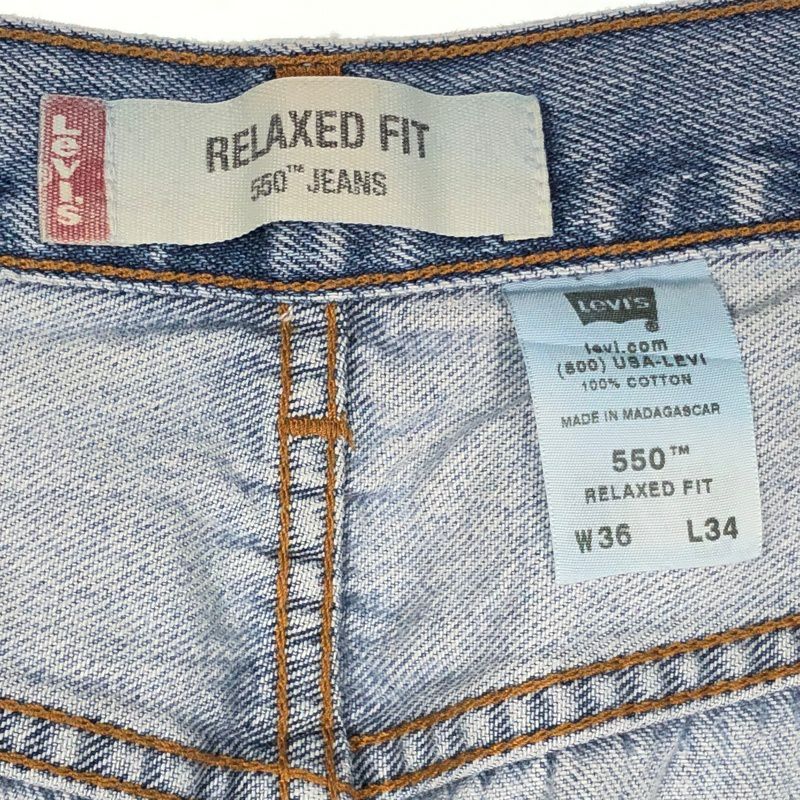 Levi's
RELAXED FIT
550™ JEANS
LEVI'S
®
levi.com
(800) USA-LEVI
100% COTTON
MADE IN MADAGASCAR
550™
RELAXED FIT
W36 L34